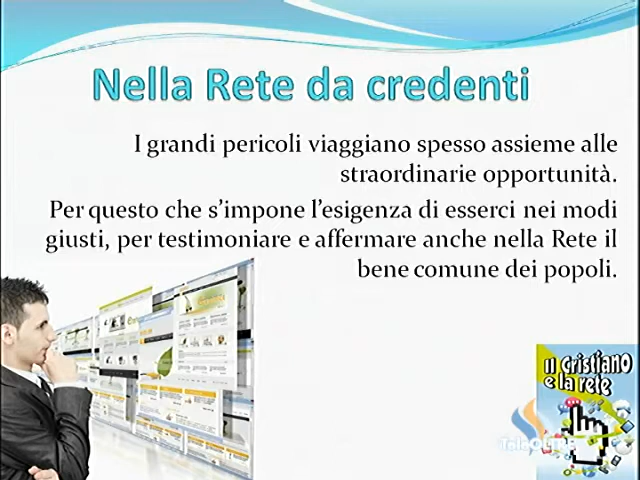 Nella Rete da credenti
I grandi pericoli viaggiano spesso assieme alle
straordinarie opportunità.
Per questo che s'impone l'esigenza di esserci nei modi
giusti, per testimoniare e affermare anche nella Rete il
bene comune dei popoli.
Il cristiano
e la rete